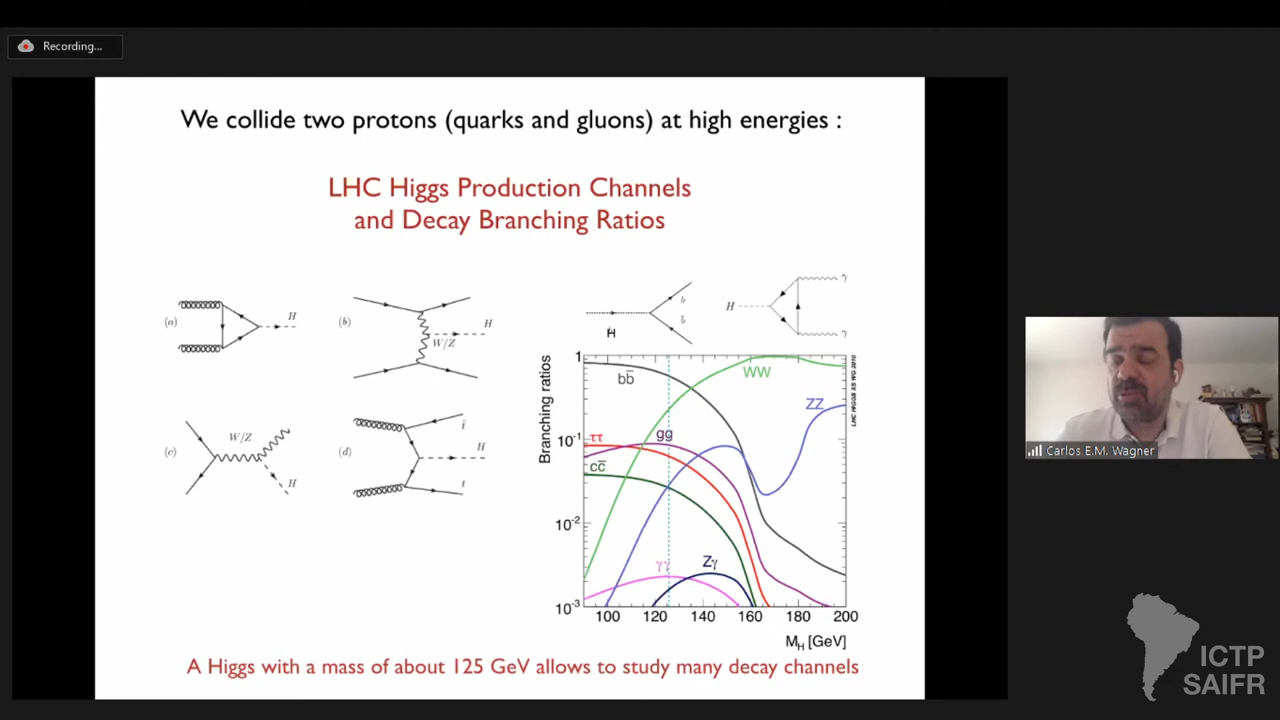 Recording...
We collide two protons (quarks and gluons) at high energies :
LHC Higgs Production Channels
and Decay Branching Ratios
(a)
H
(b)
W/Z
H
(c)
W/Z
H
(d)
t̄
H
t
H
b
b̄
H
γ
γ
Branching ratios
1
10⁻¹
10⁻²
10⁻³
bb̄
WW
ZZ
ττ
gg
cc̄
γγ
Zγ
LHC HIGGS XS WG 2010
100 120 140 160 180 200
M_H [GeV]
A Higgs with a mass of about 125 GeV allows to study many decay channels
Carlos E.M. Wagner
ICTP
SAIFR